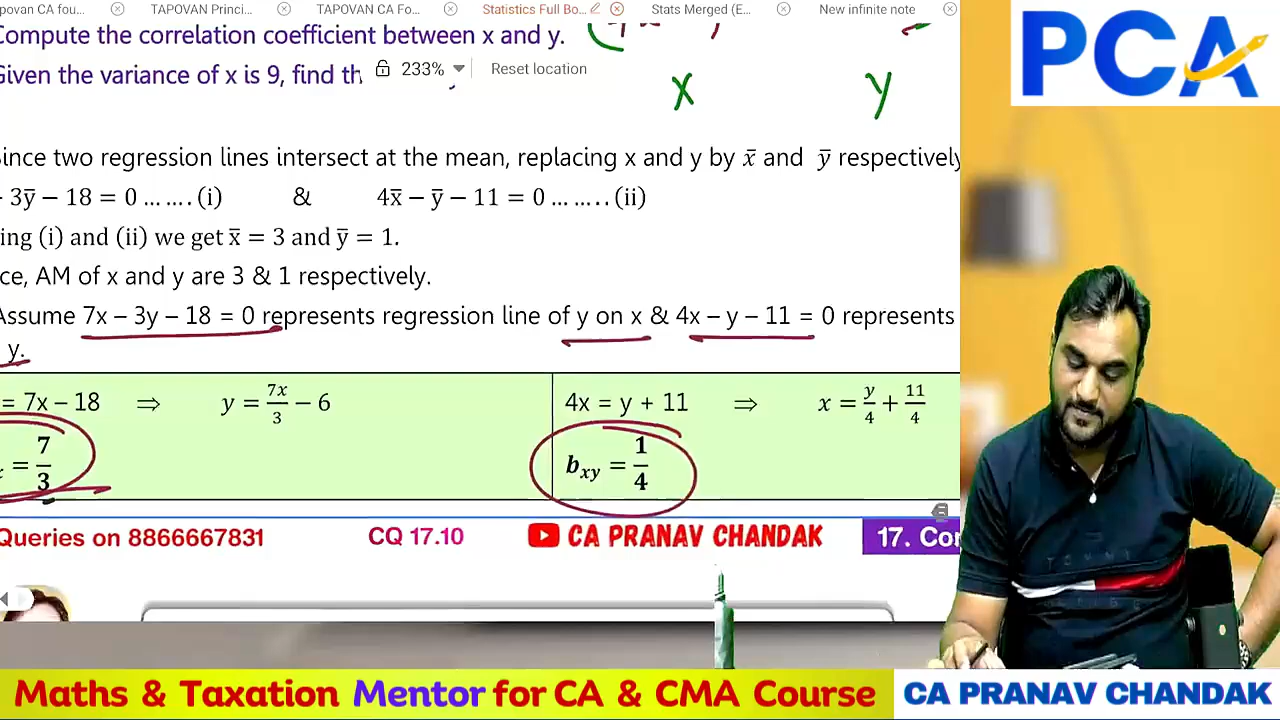 povan CA fou... TAPOVAN Princi... TAPOVAN CA Fo... Statistics Full Bo... Stats Merged (E... New infinite note
Compute the correlation coefficient between x and y.
Given the variance of x is 9, find th
233% Reset location
x y
PCA
Since two regression lines intersect at the mean, replacing x and y by x̄ and ȳ respectively
- 3ȳ − 18 = 0 ... ... . (i) & 4x̄ − ȳ − 11 = 0 ... ... . . (ii)
ing (i) and (ii) we get x̄ = 3 and ȳ = 1.
ce, AM of x and y are 3 & 1 respectively.
Assume 7x – 3y – 18 = 0 represents regression line of y on x & 4x – y – 11 = 0 represents
y.
= 7x – 18 ⇒ y = 7x/3 − 6 4x = y + 11 ⇒ x = y/4 + 11/4
x = 7/3 bxy = 1/4
Queries on 8866667831 CQ 17.10 CA PRANAV CHANDAK 17. Cor
Maths & Taxation Mentor for CA & CMA Course CA PRANAV CHANDAK